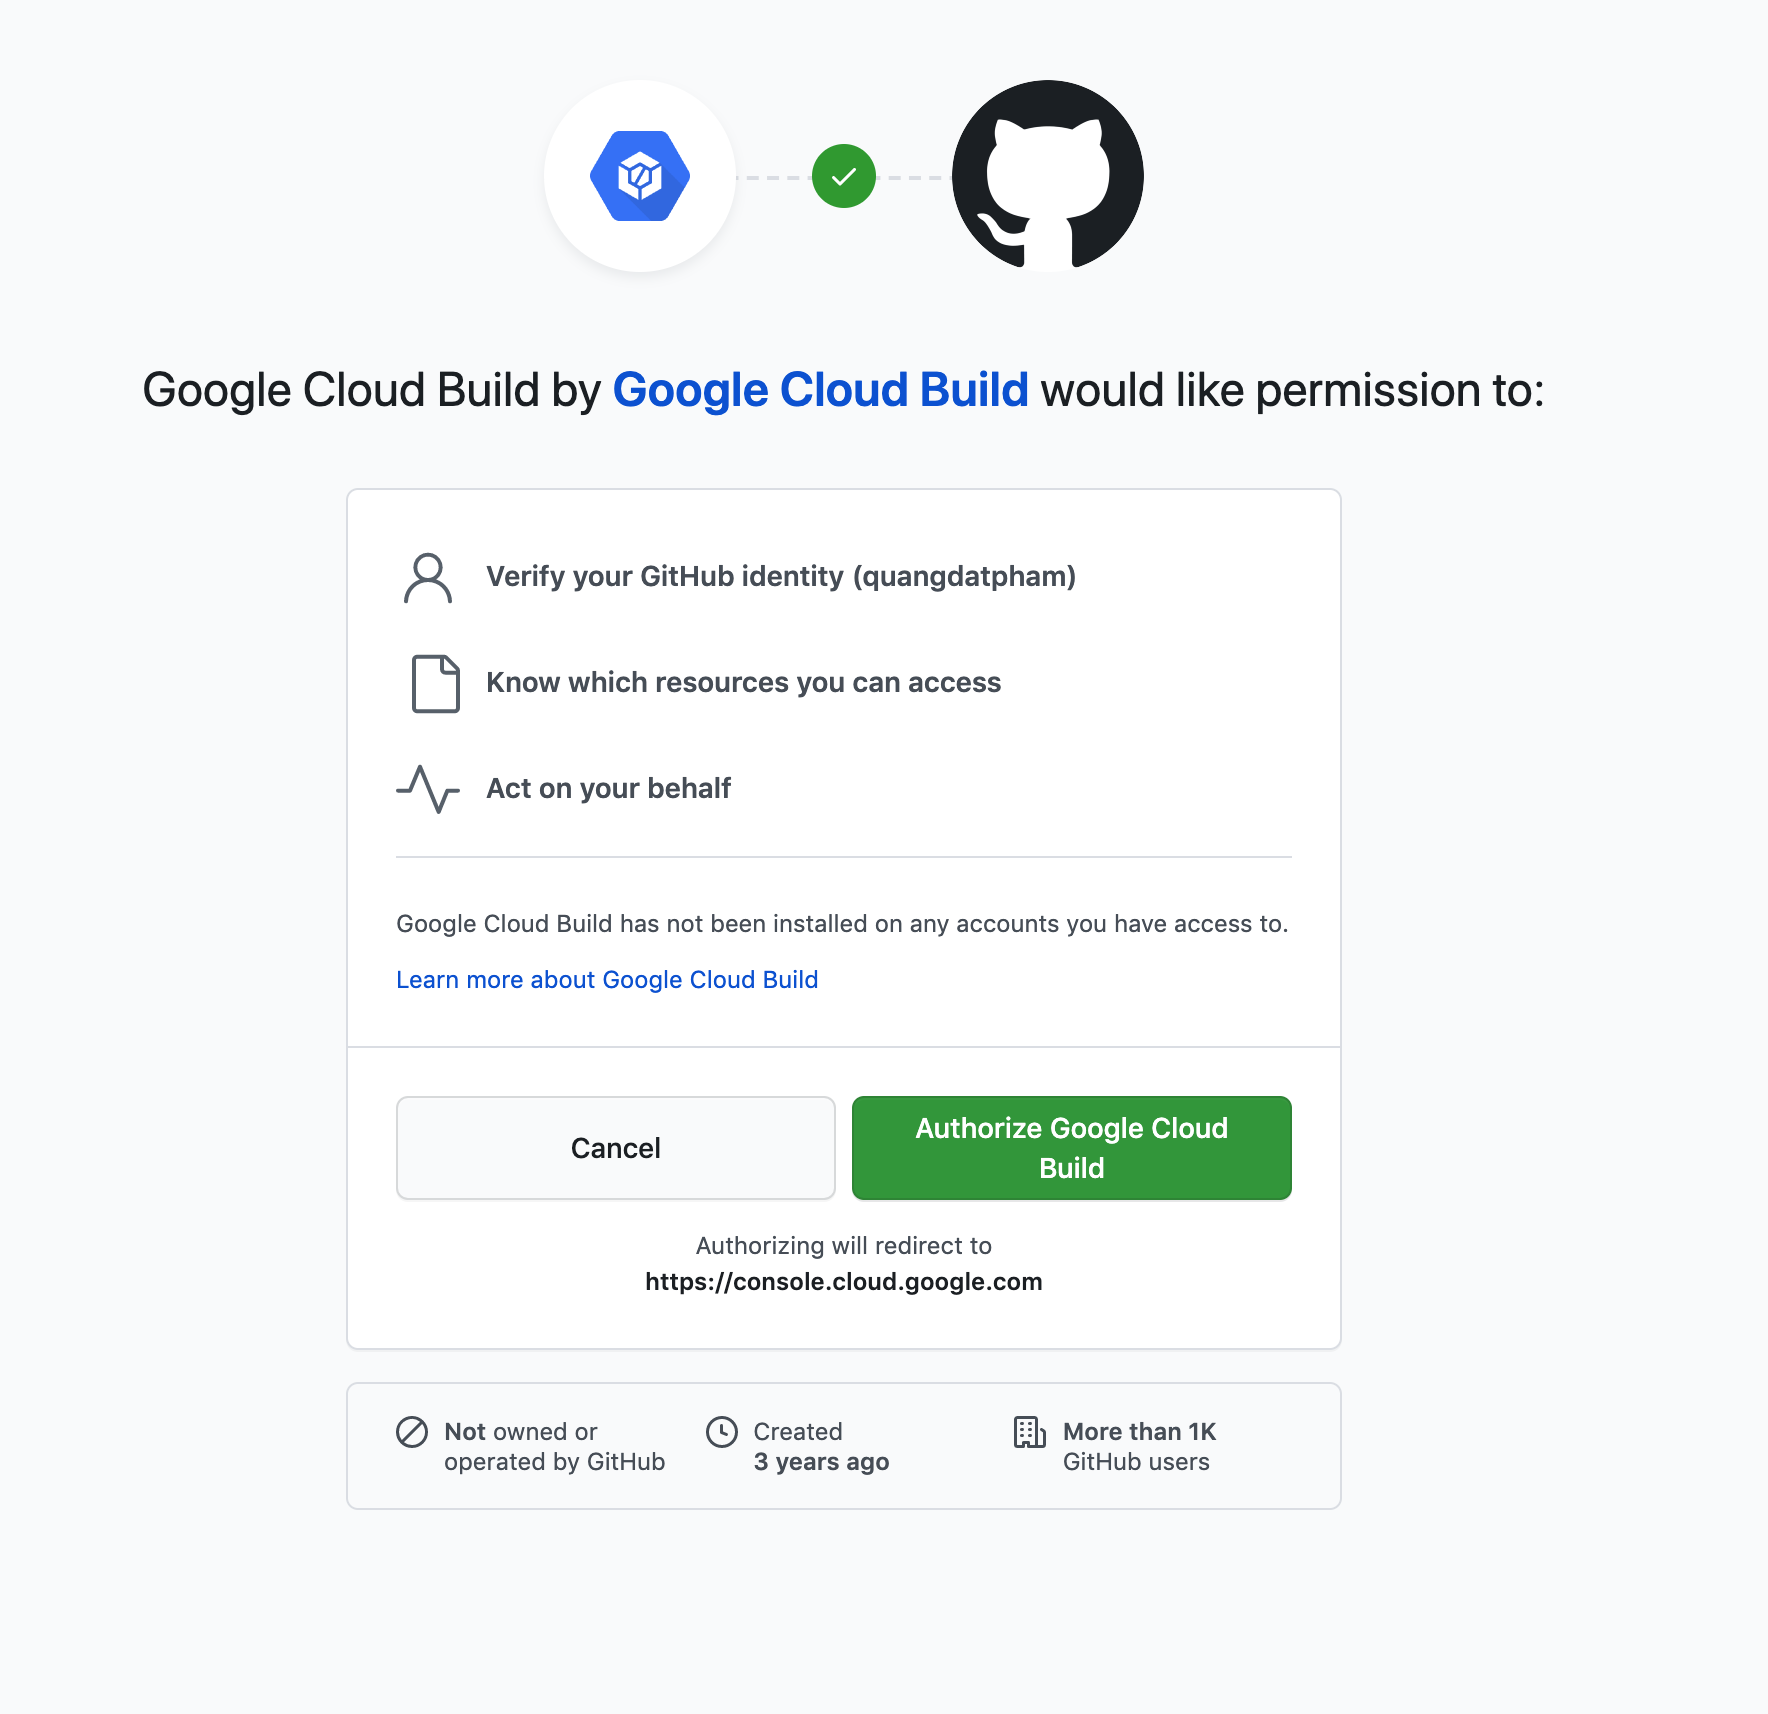 Google Cloud Build by Google Cloud Build would like permission to:
Verify your GitHub identity (quangdatpham)
Know which resources you can access
Act on your behalf
Google Cloud Build has not been installed on any accounts you have access to.
Learn more about Google Cloud Build
Cancel
Authorize Google Cloud
Build
Authorizing will redirect to
https://console.cloud.google.com
Not owned or
operated by GitHub
Created
3 years ago
More than 1K
GitHub users